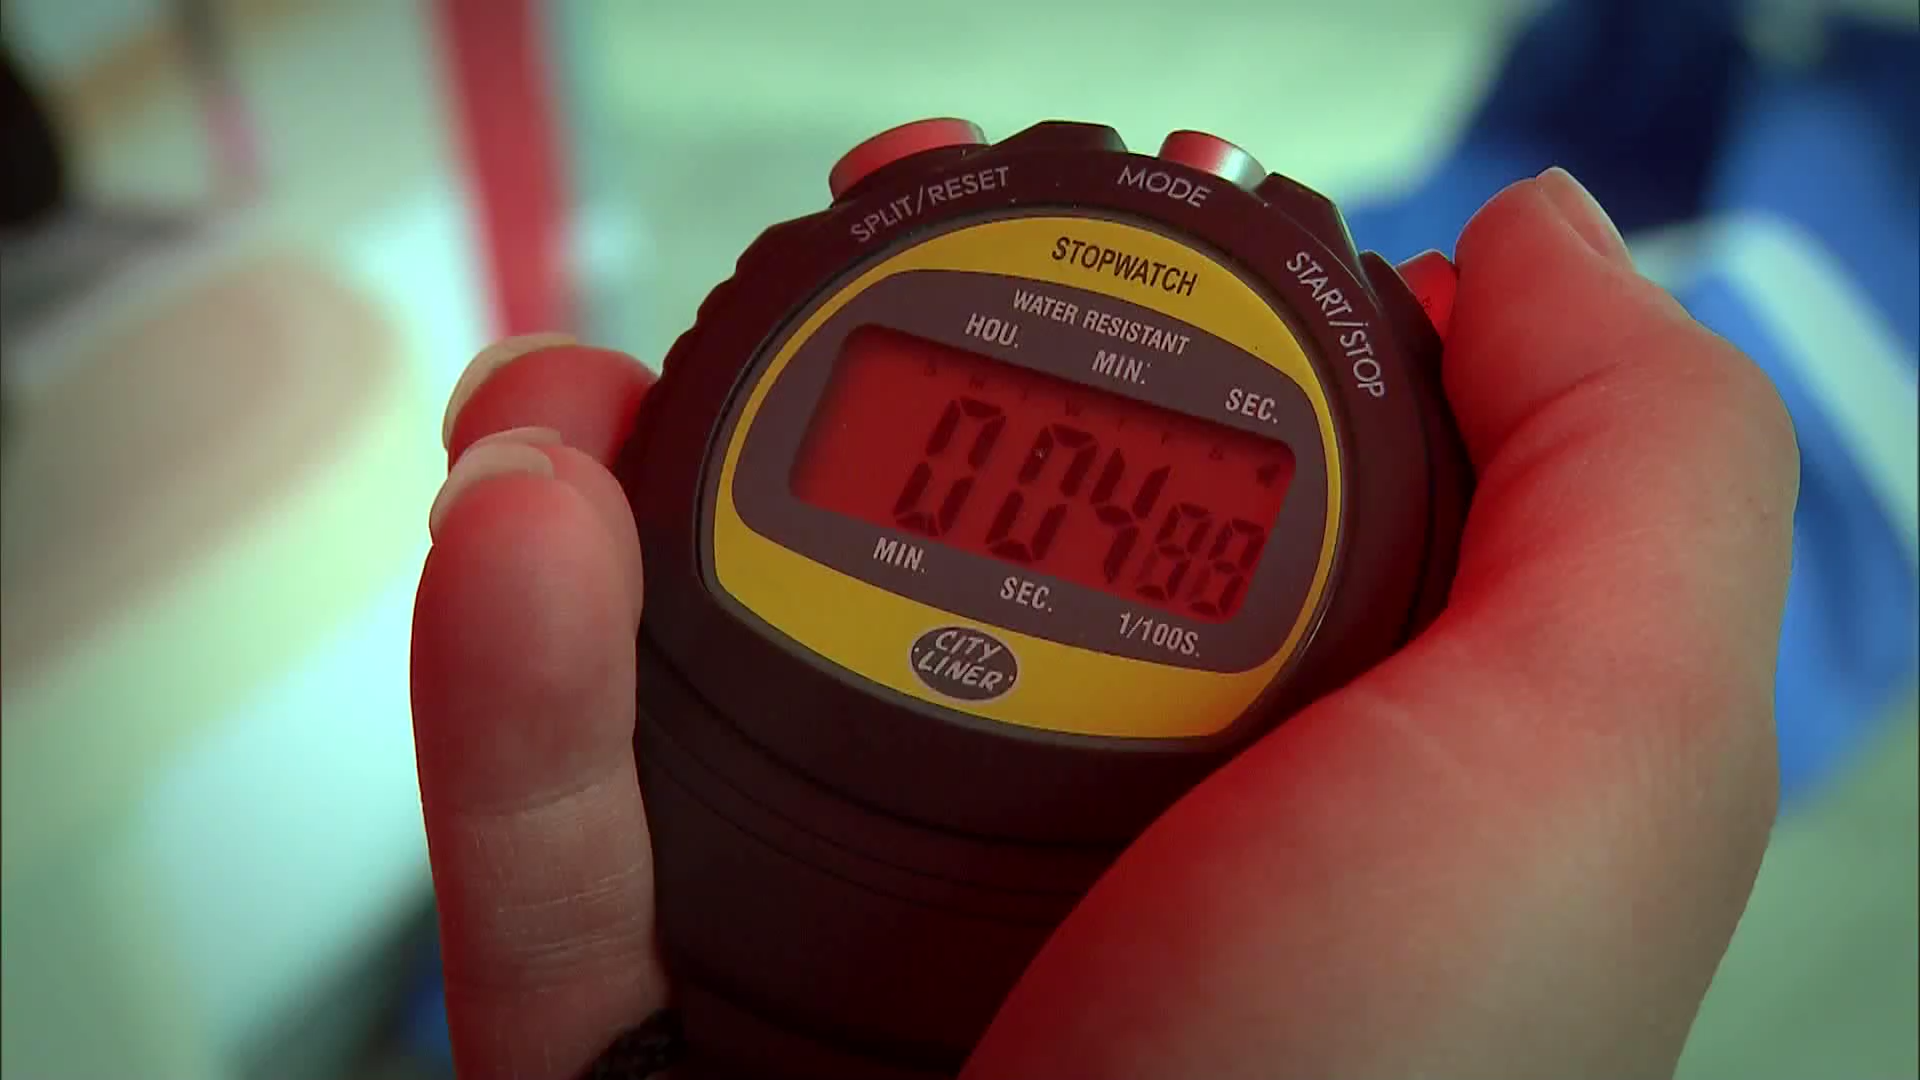 SPLIT/RESET
MODE
START/STOP
STOPWATCH
WATER RESISTANT
HOU. MIN. SEC.
00488
MIN. SEC. 1/100S.
CITY
LINER